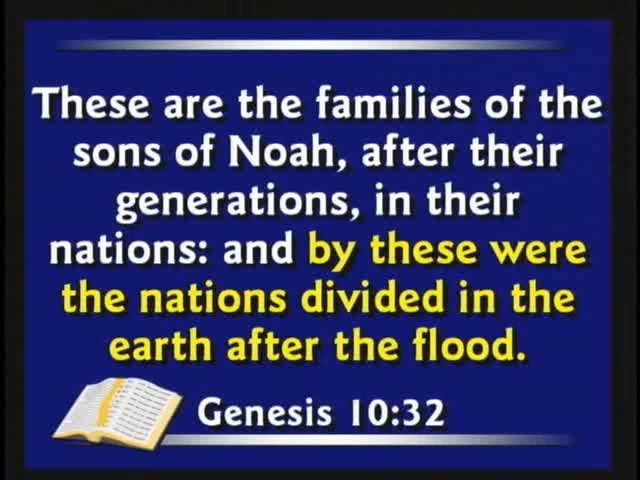 These are the families of the
sons of Noah, after their
generations, in their
nations: and by these were
the nations divided in the
earth after the flood.
Genesis 10:32